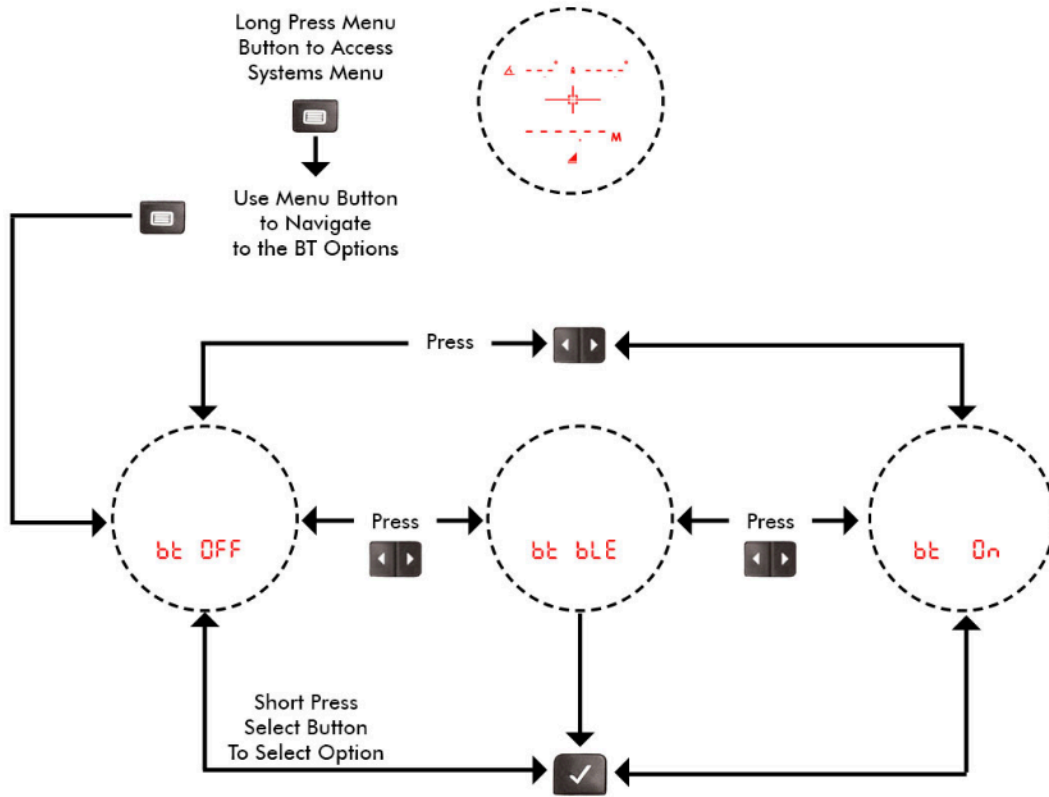 Long Press Menu
Button to Access
Systems Menu
M
Use Menu Button
to Navigate
to the BT Options
Press
bt OFF
Press
bt bLE
Press
bt On
Short Press
Select Button
To Select Option